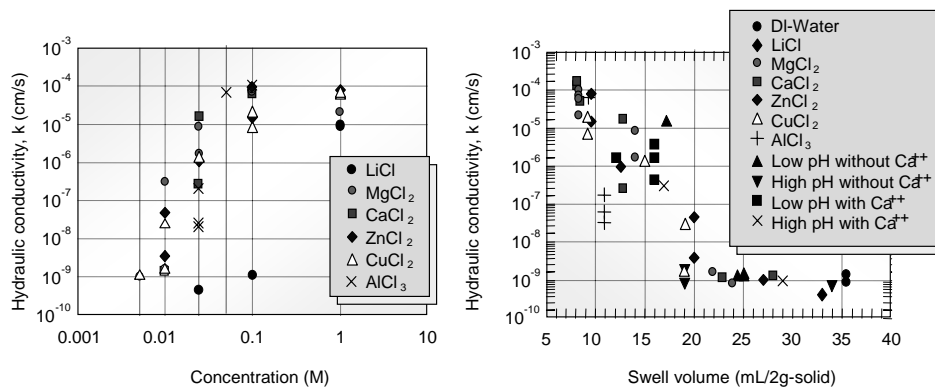 Hydraulic conductivity, k (cm/s)
10⁻³
10⁻⁴
10⁻⁵
10⁻⁶
10⁻⁷
10⁻⁸
10⁻⁹
10⁻¹⁰
0.001
0.01
0.1
1
10
Concentration (M)
LiCl
MgCl₂
CaCl₂
ZnCl₂
CuCl₂
AlCl₃
Hydraulic conductivity, k (cm/s)
10⁻³
10⁻⁴
10⁻⁵
10⁻⁶
10⁻⁷
10⁻⁸
10⁻⁹
10⁻¹⁰
5
10
15
20
25
30
35
40
Swell volume (mL/2g-solid)
DI-Water
LiCl
MgCl₂
CaCl₂
ZnCl₂
CuCl₂
AlCl₃
Low pH without Ca⁺⁺
High pH without Ca⁺⁺
Low pH with Ca⁺⁺
High pH with Ca⁺⁺